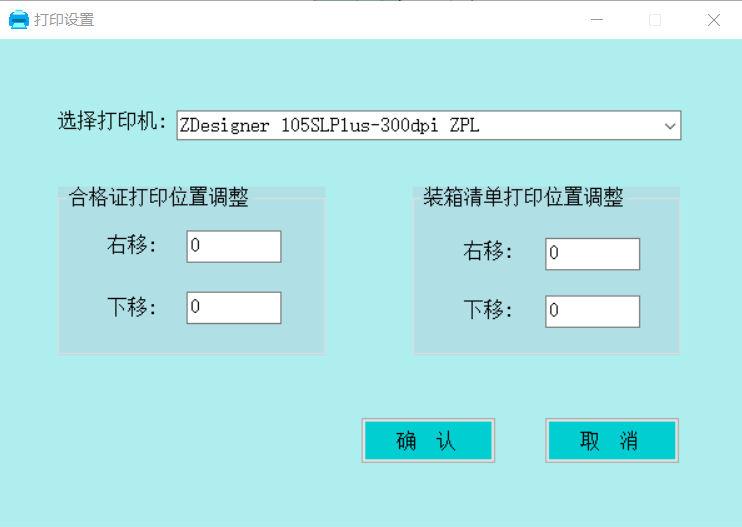 打印设置
选择打印机: ZDesigner 105SLPlus-300dpi ZPL
合格证打印位置调整
右移: 0
下移: 0
装箱清单打印位置调整
右移: 0
下移: 0
确 认
取 消